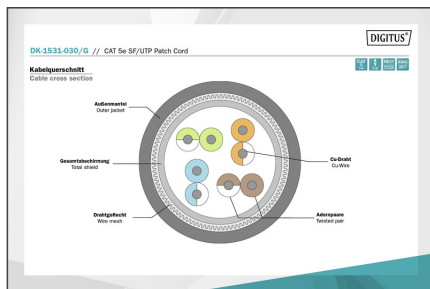 DIGITUS®
DK-1531-030/G // CAT 5e SF/UTP Patch Cord
Kabelquerschnitt
Cable cross section
Außenmantel
Outer jacket
Gesamtabschirmung
Total shield
Cu-Draht
Cu-Wire
Drahtgeflecht
Wire mesh
Adernpaare
Twisted pair